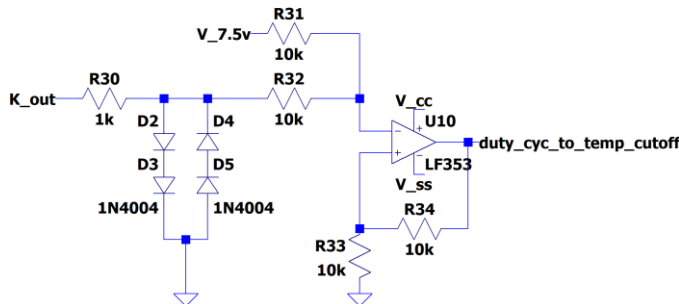 R31
V_7.5v
10k
R30
R32
V_cc
K_out
D2
D4
U10
1k
10k
+
−
+
−
duty_cyc_to_temp_cutoff
D3
D5
LF353
V_ss
1N4004
1N4004
R34
R33
10k
10k